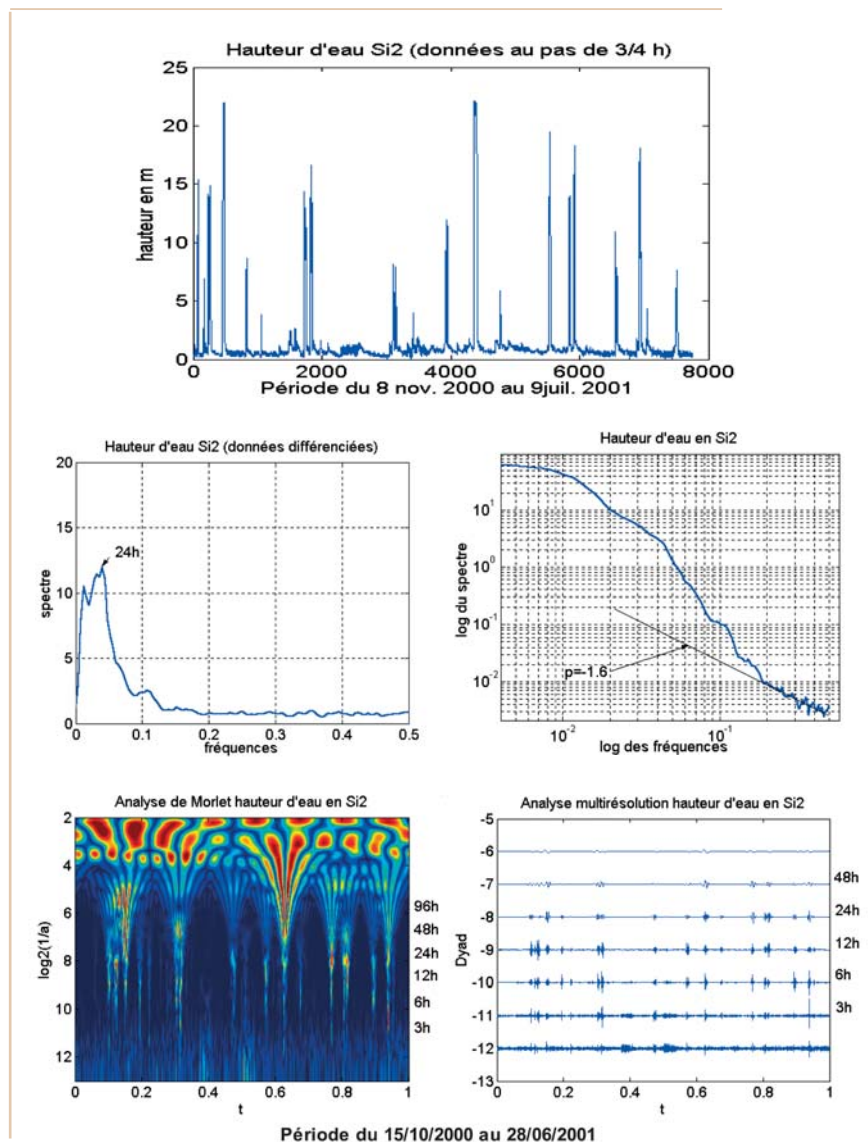 Hauteur d'eau Si2 (données au pas de 3/4 h)
hauteur en m
25
20
15
10
5
0
0 2000 4000 6000 8000
Période du 8 nov. 2000 au 9juil. 2001
Hauteur d'eau Si2 (données différenciées)
spectre
20
15
10
5
0
24h
0 0.1 0.2 0.3 0.4 0.5
fréquences
Hauteur d'eau en Si2
log du spectre
10^1
10^0
10^-1
10^-2
p=-1.6
10^-2 10^-1
log des fréquences
Analyse de Morlet hauteur d'eau en Si2
log2(1/a)
2
4
6
8
10
12
96h
48h
24h
12h
6h
3h
0 0.2 0.4 0.6 0.8 1
t
Analyse multirésolution hauteur d'eau en Si2
Dyad
-5
-6
-7
-8
-9
-10
-11
-12
-13
48h
24h
12h
6h
3h
0 0.2 0.4 0.6 0.8 1
t
Période du 15/10/2000 au 28/06/2001